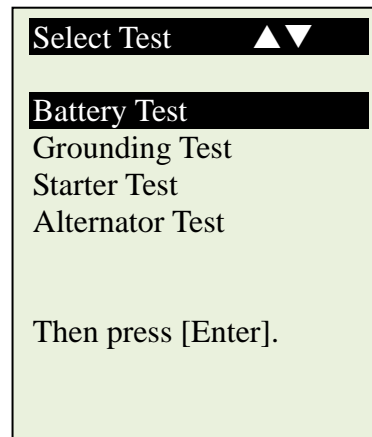 Select Test ▲▼
Battery Test
Grounding Test
Starter Test
Alternator Test
Then press [Enter].